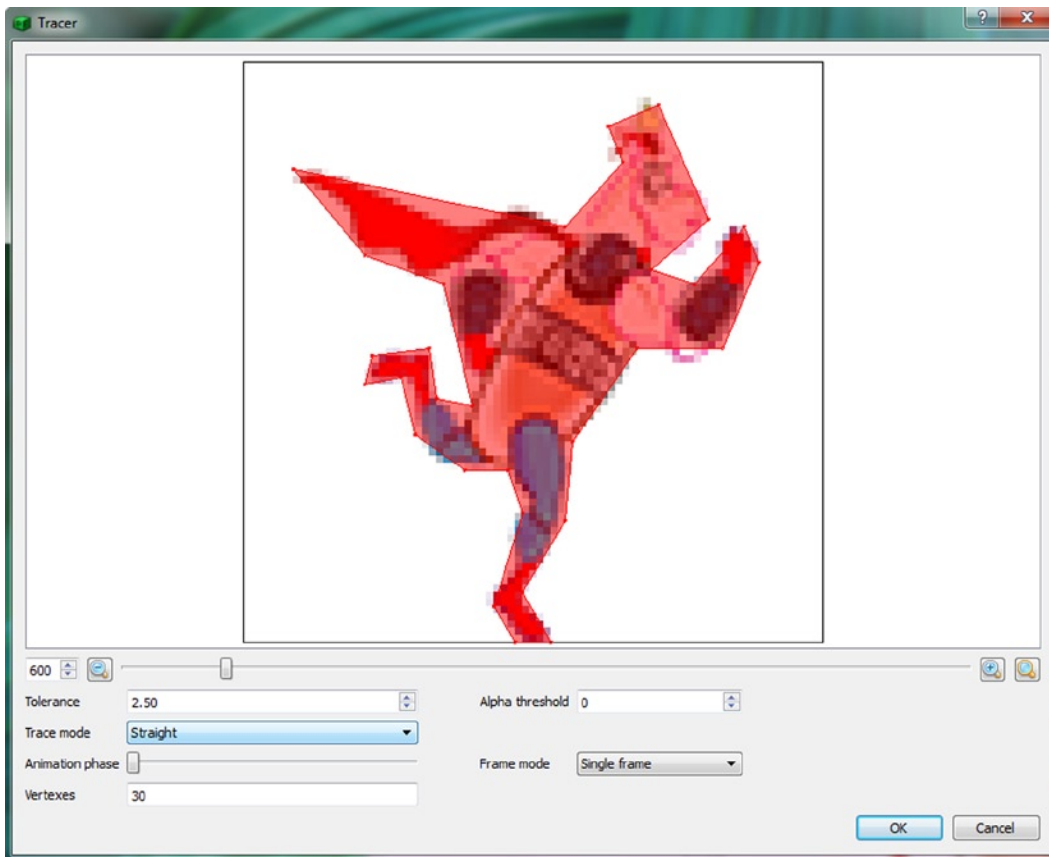 Tracer
600
Tolerance 2.50 Alpha threshold 0
Trace mode Straight
Animation phase Frame mode Single frame
Vertexes 30
OK Cancel